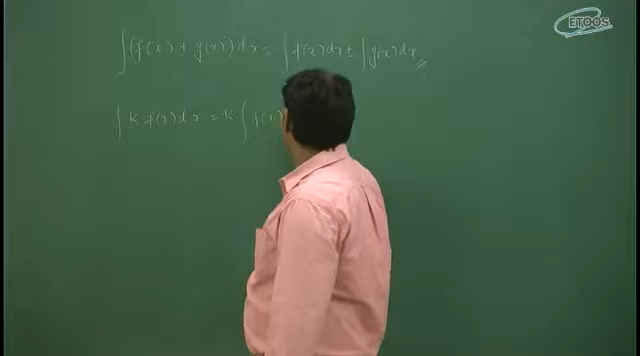 ETOOS.
∫(f(x) ± g(x)) dx = ∫f(x)dx ± ∫g(x)dx
∫k f(x) dx = k ∫ f(x)